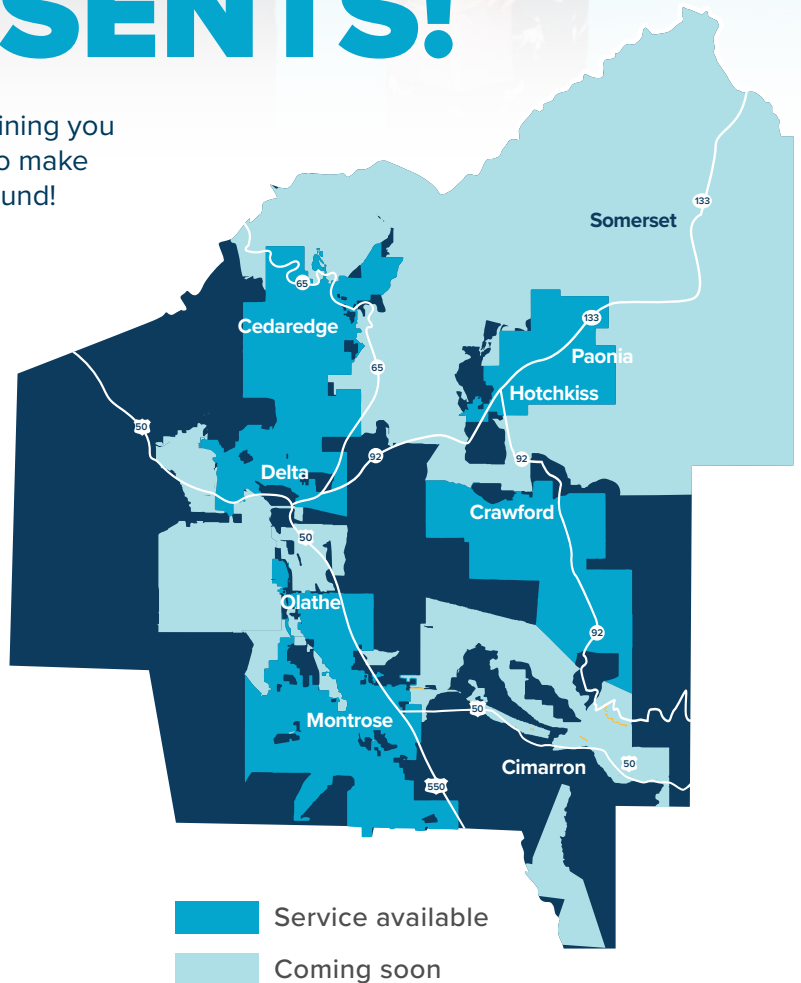 SENTS!
ining you
o make
und!
133
Somerset
65
Cedaredge
133
Paonia
65
Hotchkiss
50
92
92
Delta
Crawford
50
Olathe
92
50
Montrose
Cimarron
50
550
Service available
Coming soon